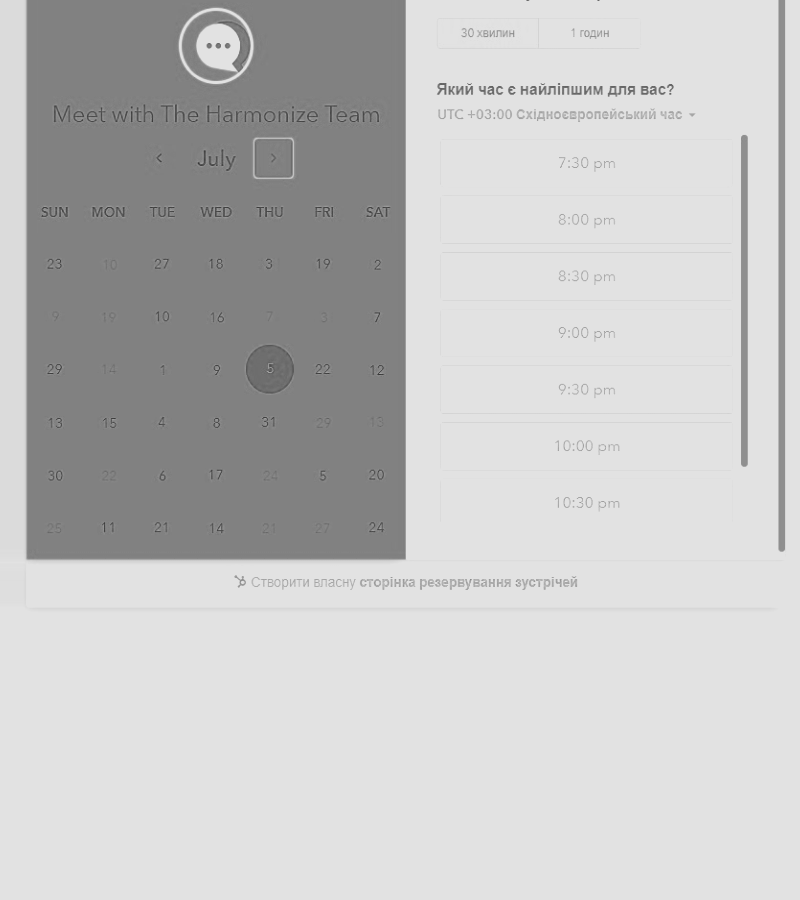 Meet with The Harmonize Team
July
SUN MON TUE WED THU FRI SAT
23 10 27 18 3 19 2
9 19 10 16 7 3 7
29 14 1 9 5 22 12
13 15 4 8 31 29 13
30 22 6 17 24 5 20
25 11 21 14 21 27 24
30 хвилин 1 годин
Який час є найліпшим для вас?
UTC +03:00 Східноєвропейський час
7:30 pm
8:00 pm
8:30 pm
9:00 pm
9:30 pm
10:00 pm
10:30 pm
Створити власну сторінка резервування зустрічей